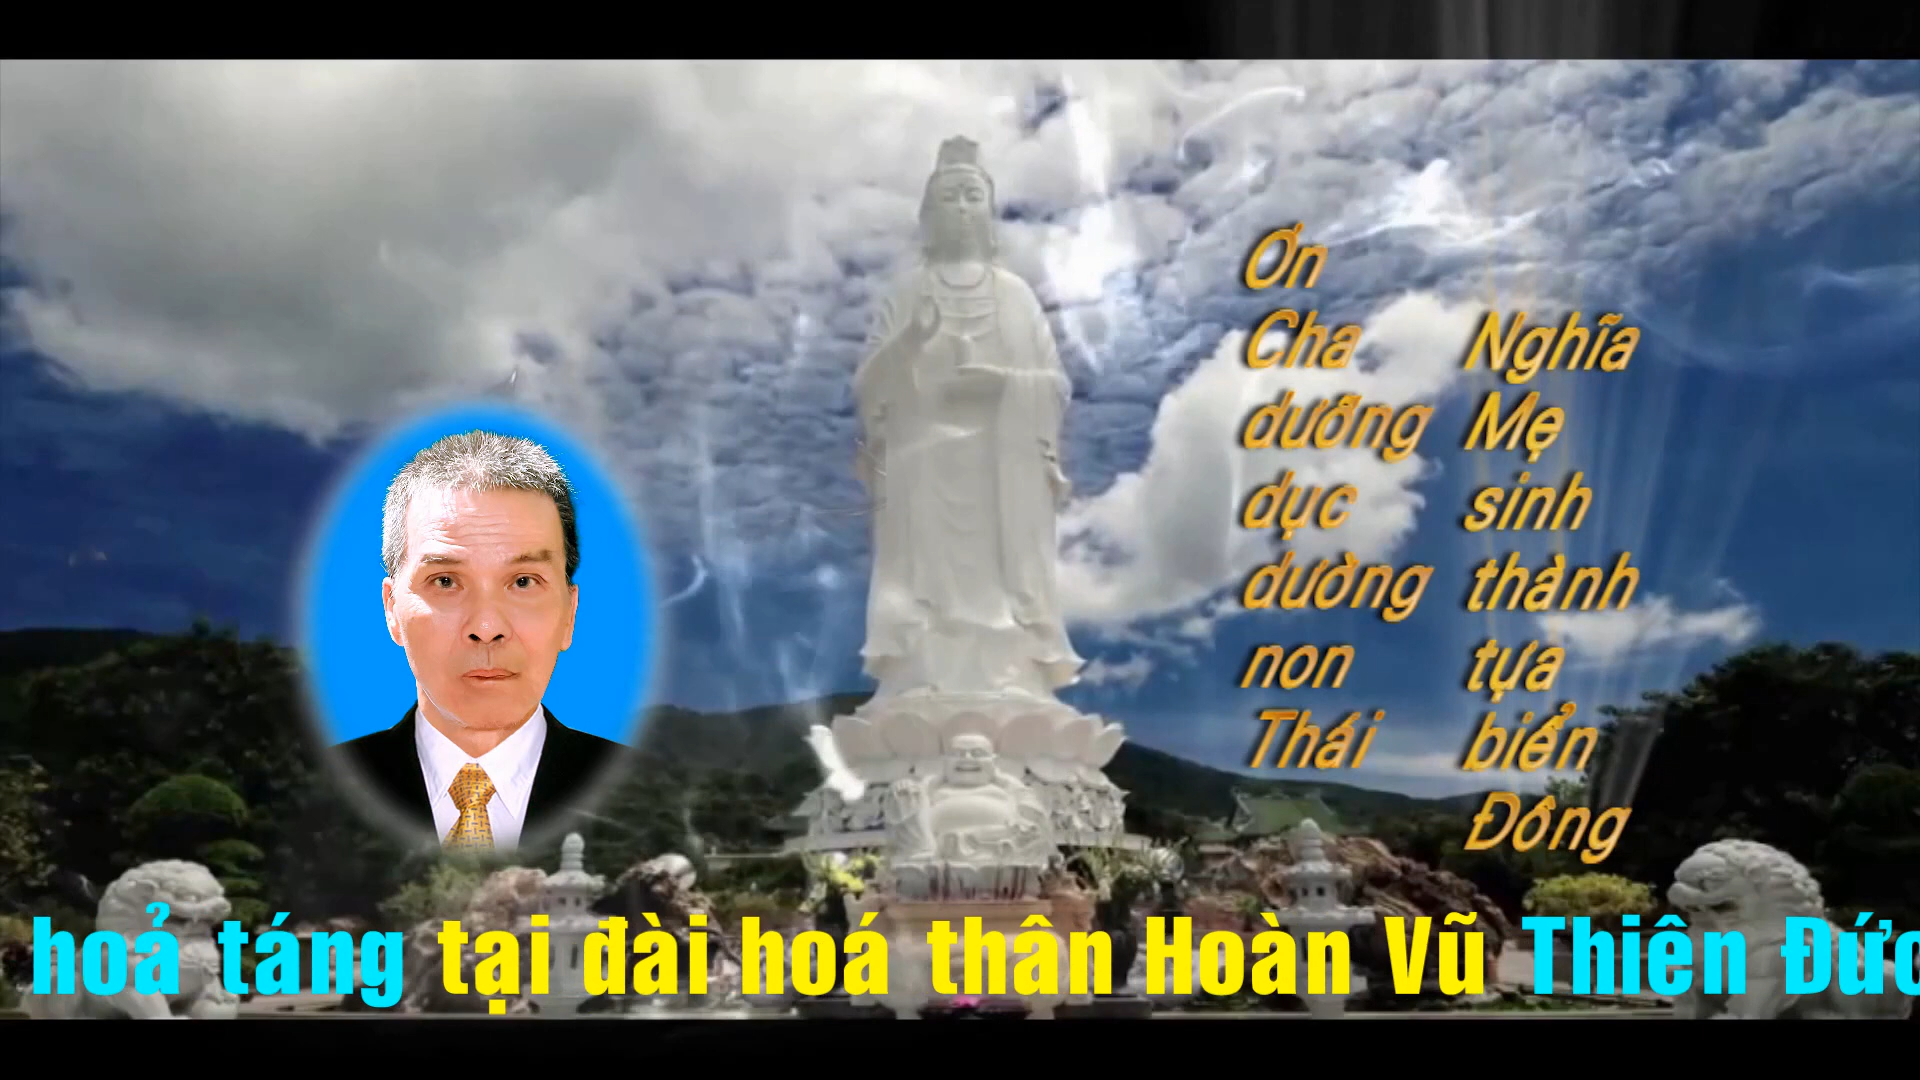 Ơn
Cha
dưỡng
dục
dường
non
Thái
Nghĩa
Mẹ
sinh
thành
tựa
biển
Đông
hoả táng tại đài hoá thân Hoàn Vũ Thiên Đức